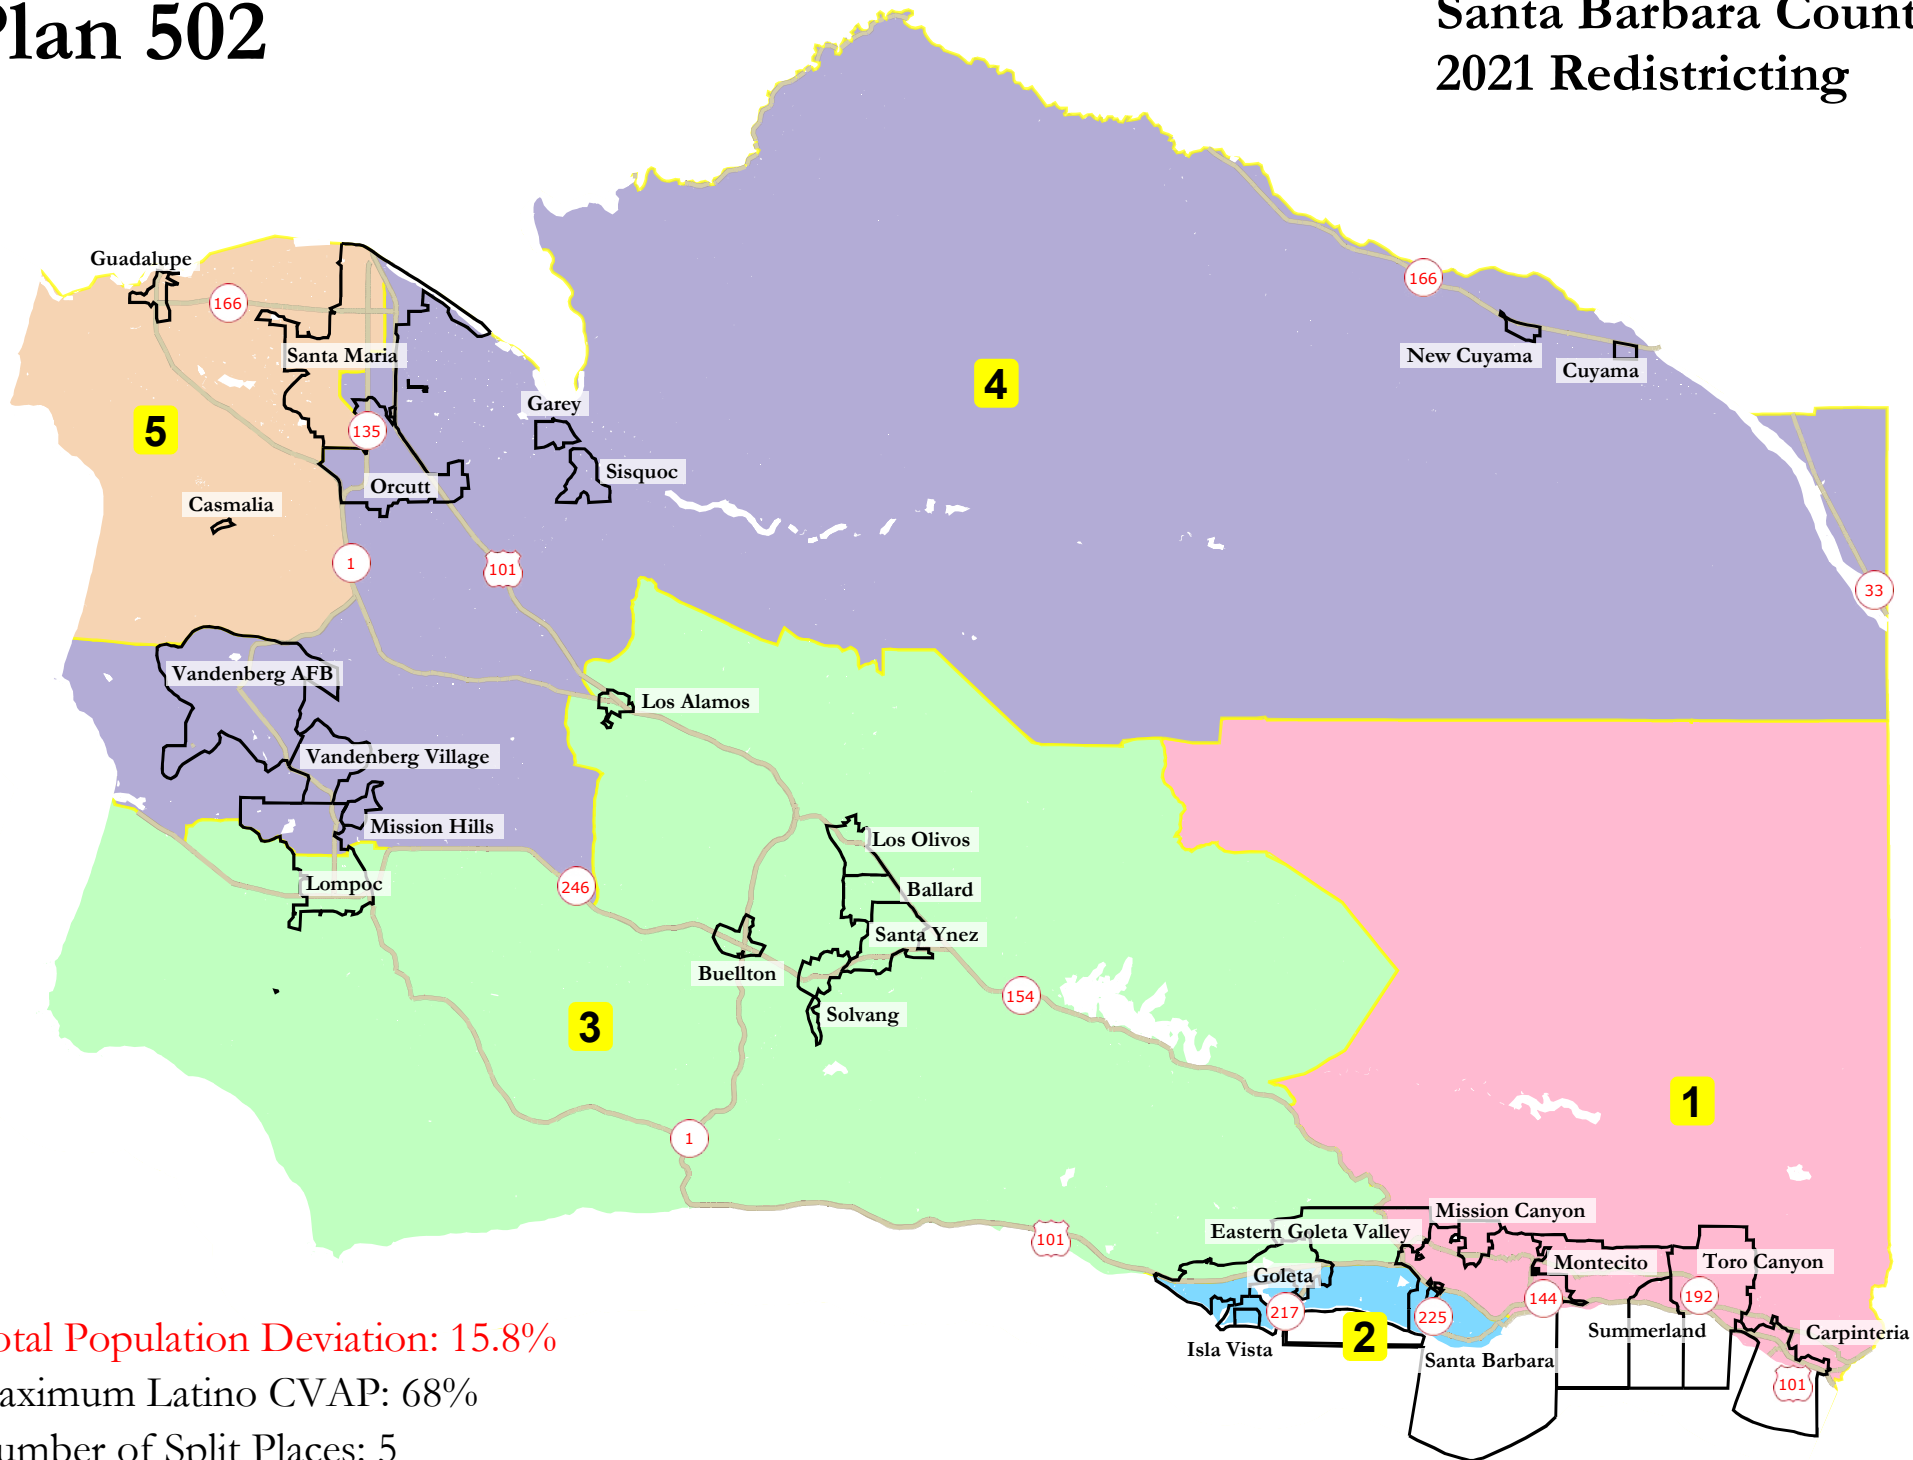 Plan 502
Santa Barbara Count
2021 Redistricting
Guadalupe
166
166
Santa Maria
New Cuyama
Cuyama
4
5
Garey
135
Sisquoc
Orcutt
Casmalia
1
101
33
Vandenberg AFB
Los Alamos
Vandenberg Village
Mission Hills
Los Olivos
Lompoc
246
Ballard
Santa Ynez
Buellton
154
Solvang
3
1
1
Mission Canyon
Eastern Goleta Valley
101
Montecito
Toro Canyon
Goleta
144
192
217
225
2
Isla Vista
Summerland
Carpinteria
Santa Barbara
101
otal Population Deviation: 15.8%
aximum Latino CVAP: 68%
umber of Split Places: 5